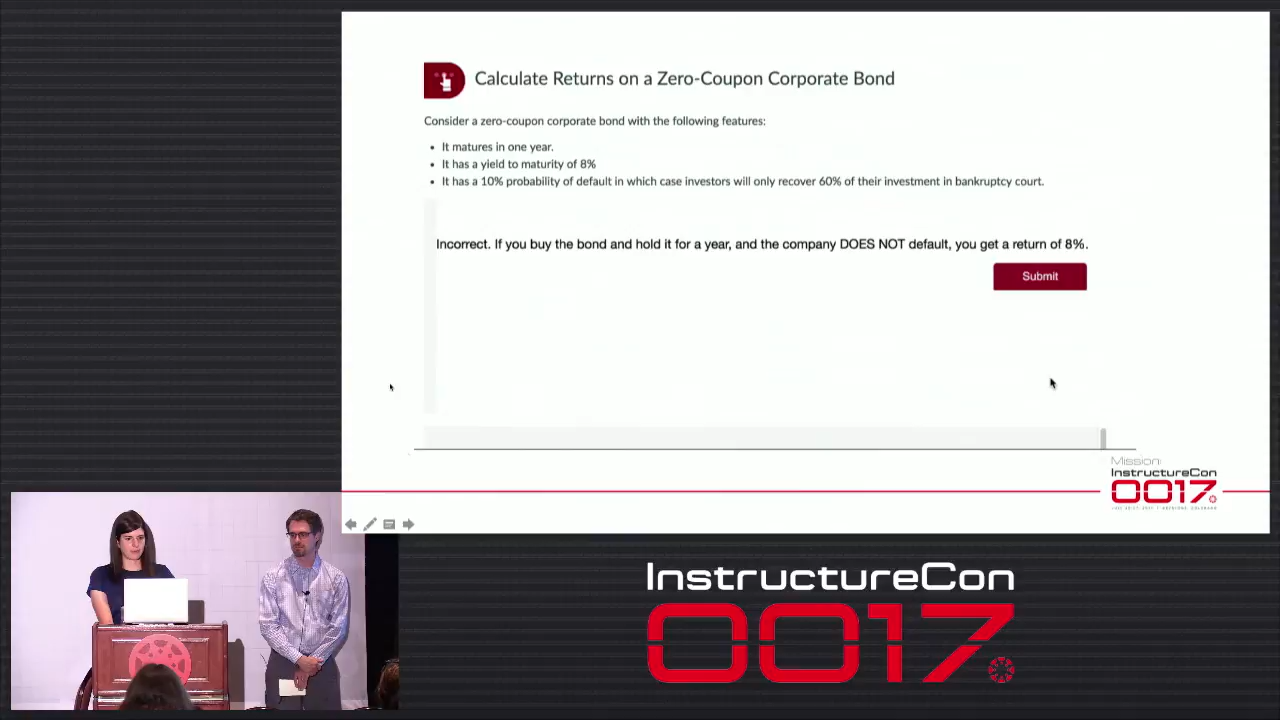 Calculate Returns on a Zero-Coupon Corporate Bond
Consider a zero-coupon corporate bond with the following features:
It matures in one year.
It has a yield to maturity of 8%
It has a 10% probability of default in which case investors will only recover 60% of their investment in bankruptcy court.
Incorrect. If you buy the bond and hold it for a year, and the company DOES NOT default, you get a return of 8%.
Submit
Mission:
InstructureCon
0017
InstructureCon
0017